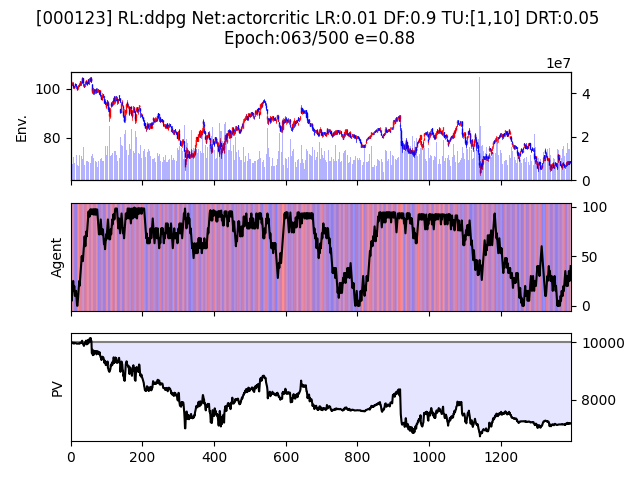 [000123] RL:ddpg Net:actorcritic LR:0.01 DF:0.9 TU:[1,10] DRT:0.05
Epoch:063/500 e=0.88
1e7
Env.
100
80
4
2
0
Agent
100
50
0
PV
10000
8000
0
200
400
600
800
1000
1200